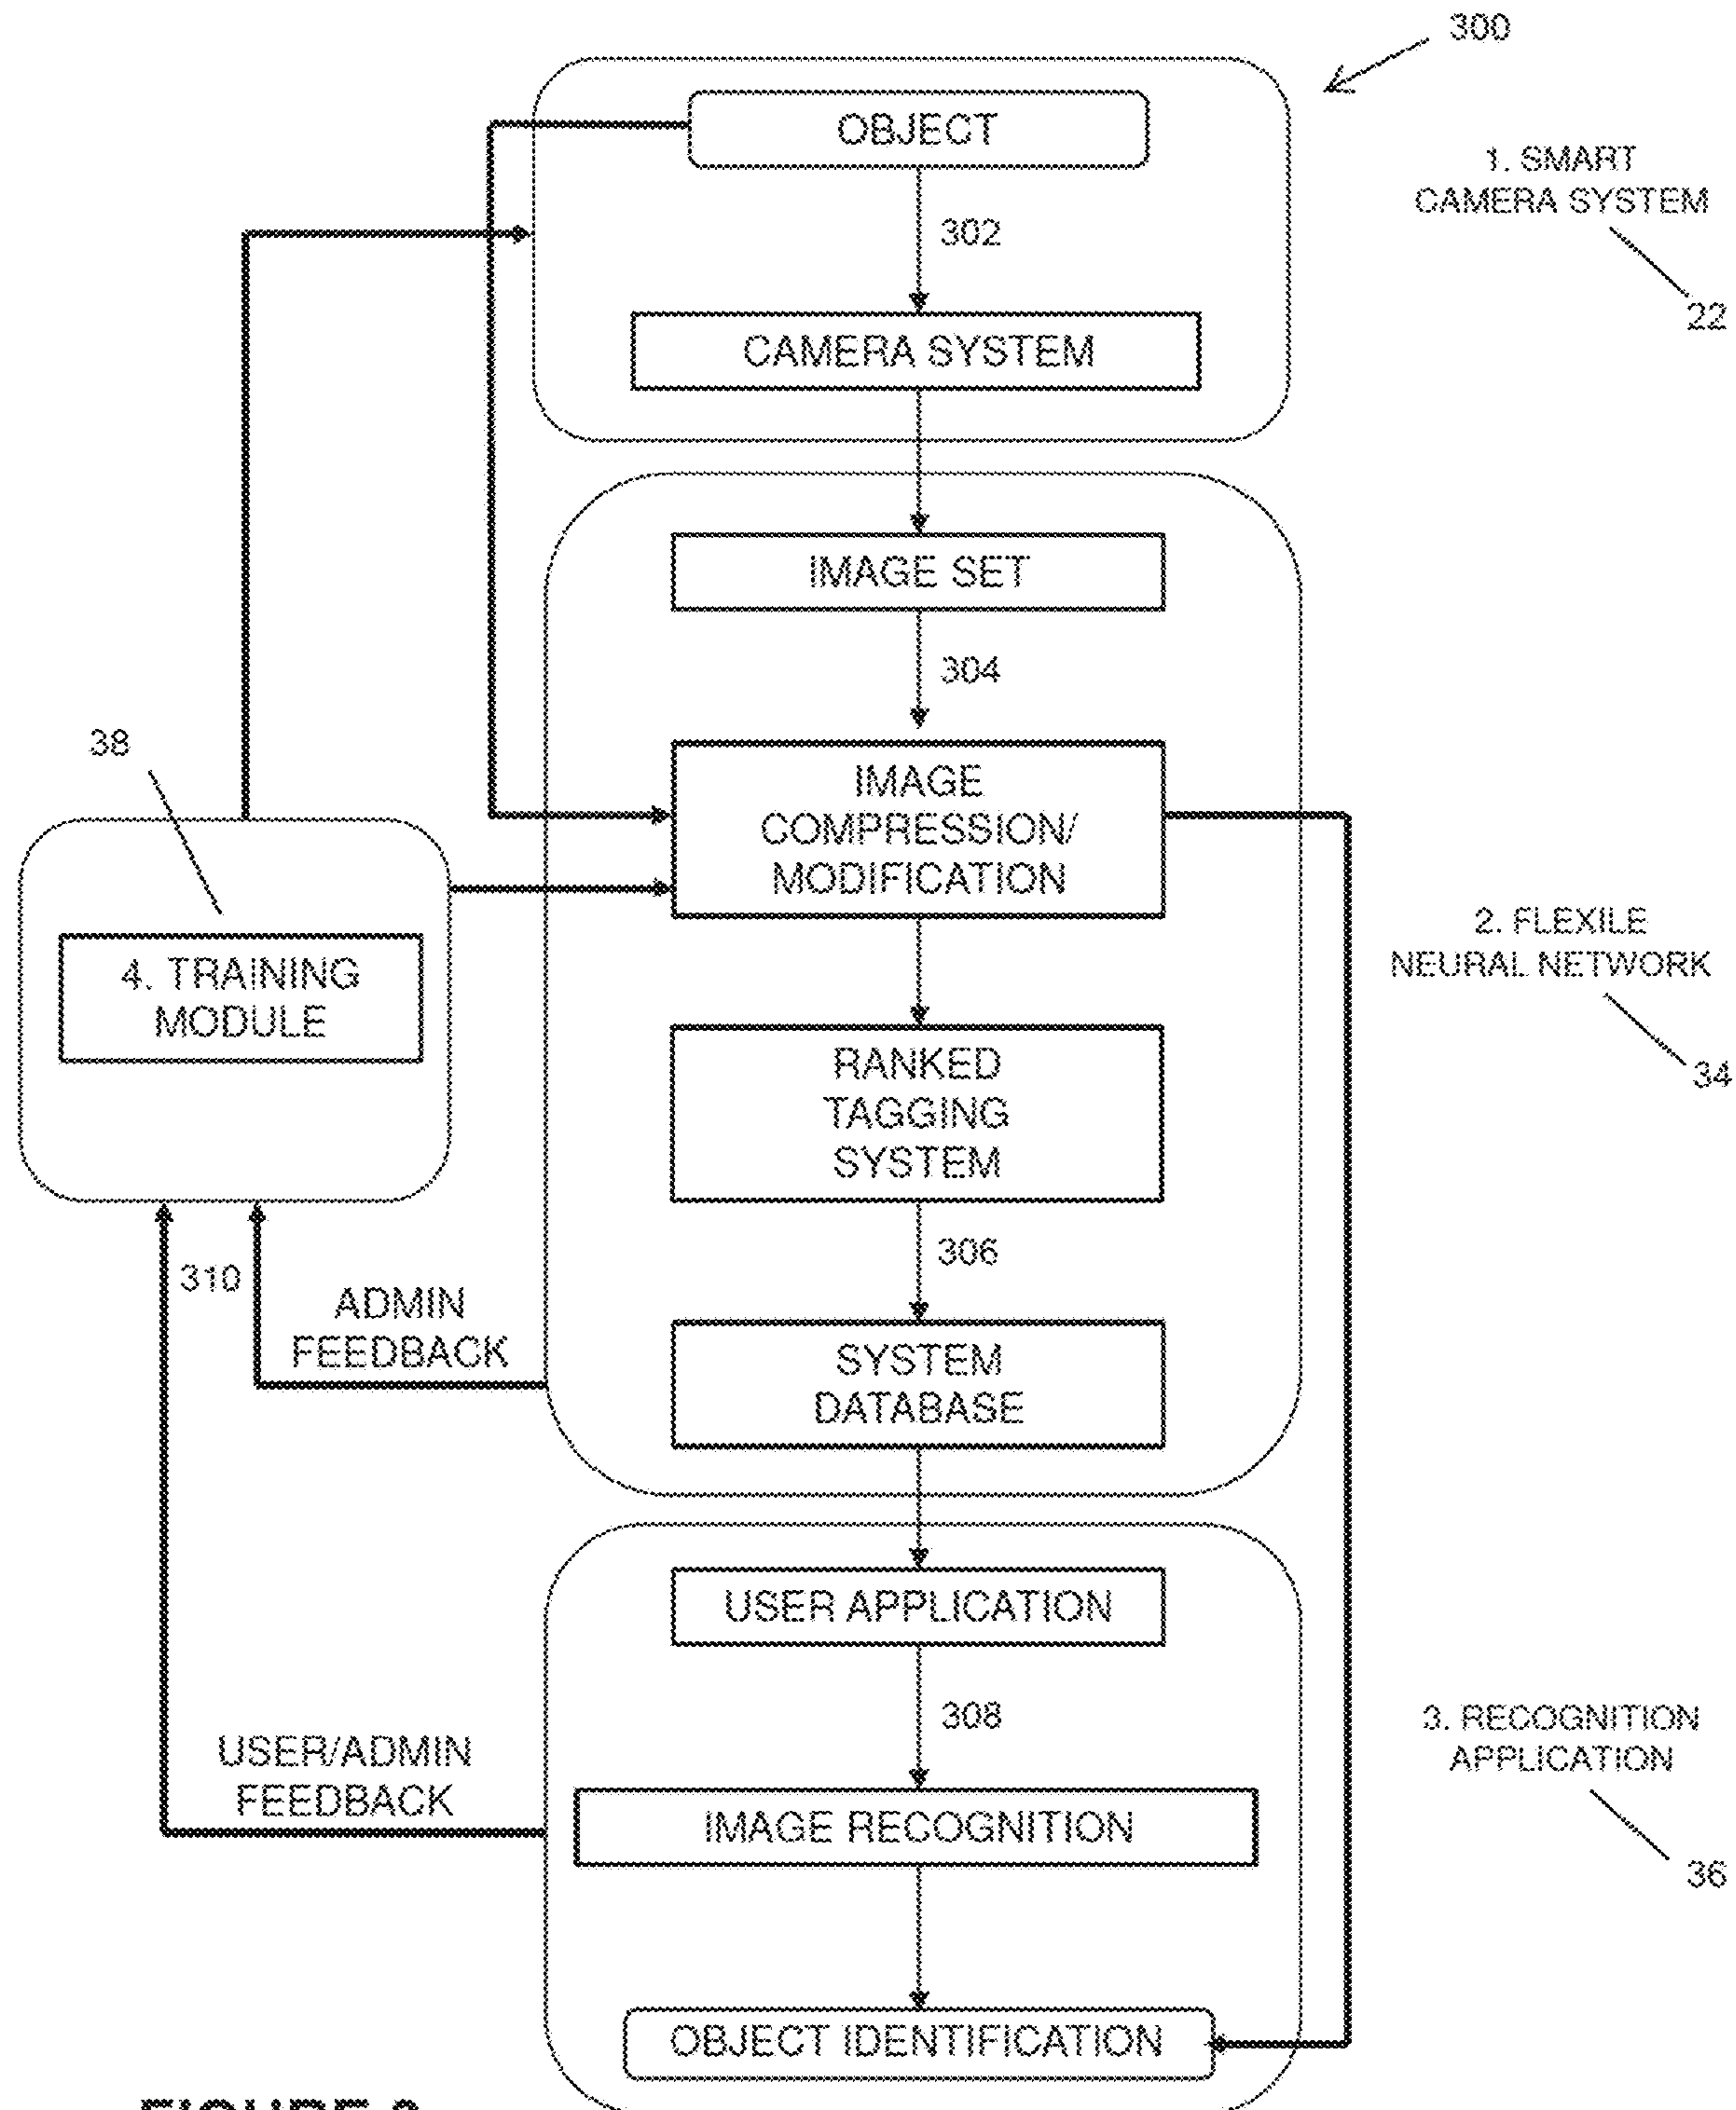 300
OBJECT
1. SMART
CAMERA SYSTEM
22
302
CAMERA SYSTEM
IMAGE SET
304
38
IMAGE
COMPRESSION/
MODIFICATION
2. FLEXILE
NEURAL NETWORK
34
4. TRAINING
MODULE
RANKED
TAGGING
SYSTEM
306
310
ADMIN
FEEDBACK
SYSTEM
DATABASE
USER APPLICATION
308
3. RECOGNITION
APPLICATION
36
USER/ADMIN
FEEDBACK
IMAGE RECOGNITION
OBJECT IDENTIFICATION
FIGURE